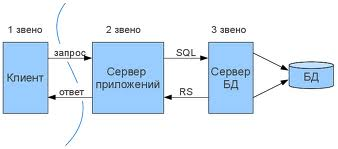 1 звено
2 звено
3 звено
Клиент
запрос
ответ
Сервер
приложений
SQL
RS
Сервер
БД
БД